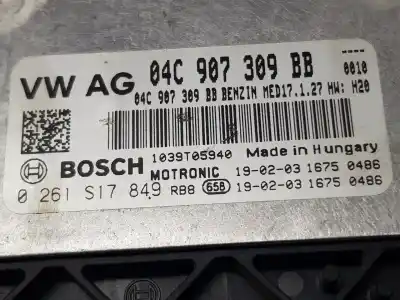 VW AG 04C 907 309 BB ----
0010
04C 907 309 BB BENZIN MED17.1.27 HW: H20
BOSCH 1039T05940 Made in Hungary
MOTRONIC 19-02-03 1675 0486
0 261 S17 849 RB8 658 19-02-03 1675 0486